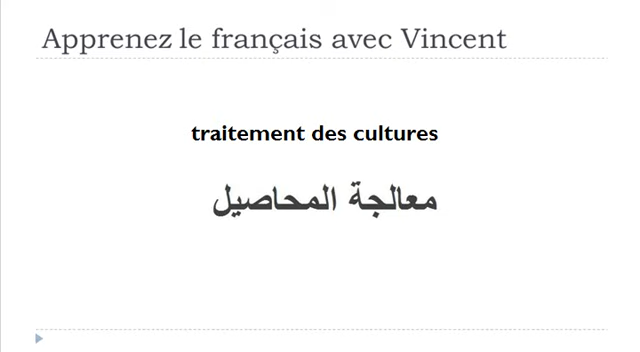 Apprenez le français avec Vincent
traitement des cultures
معالجة المحاصيل